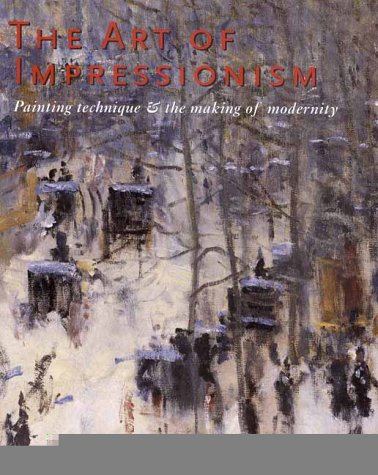 THE ART OF
IMPRESSIONISM
Painting technique & the making of modernity